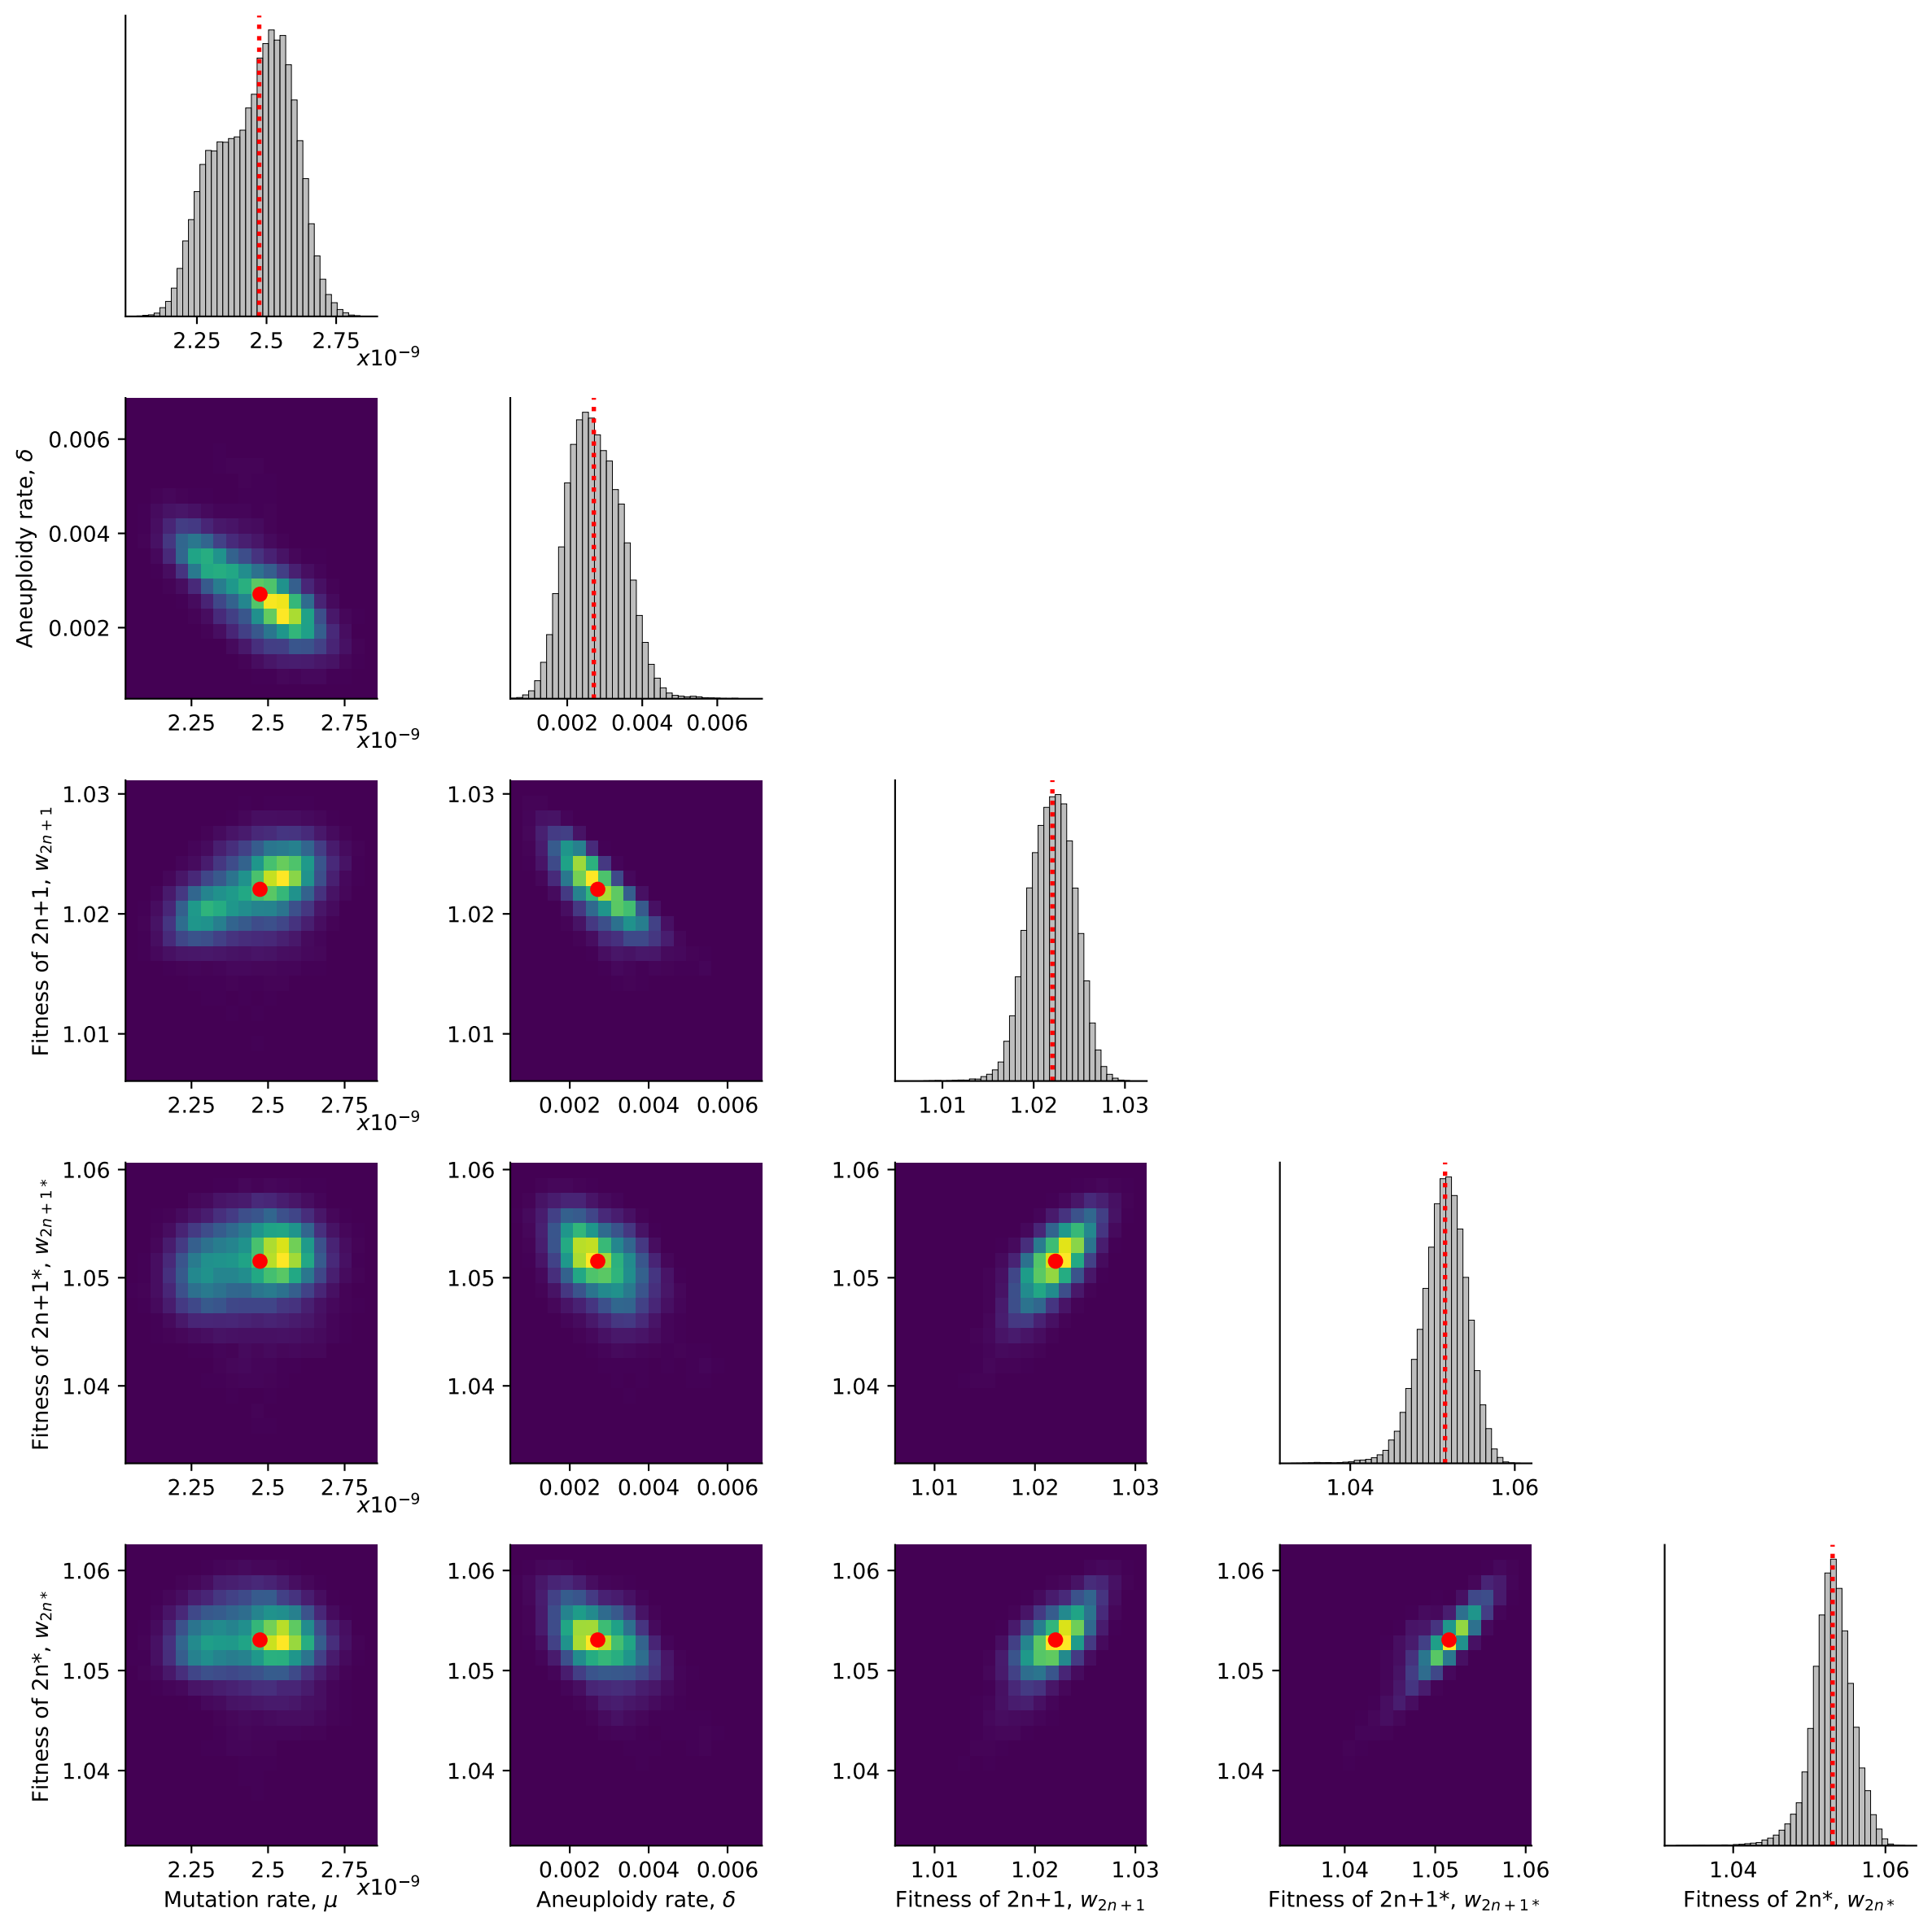 2.25 2.5 2.75
x10⁻⁹
Aneuploidy rate, δ
0.006
0.004
0.002
2.25 2.5 2.75
x10⁻⁹
0.002 0.004 0.006
Fitness of 2n+1, w₂ₙ₊₁
1.03
1.02
1.01
2.25 2.5 2.75
x10⁻⁹
1.03
1.02
1.01
0.002 0.004 0.006
1.01 1.02 1.03
Fitness of 2n+1*, w₂ₙ₊₁*
1.06
1.05
1.04
2.25 2.5 2.75
x10⁻⁹
1.06
1.05
1.04
0.002 0.004 0.006
1.06
1.05
1.04
1.01 1.02 1.03
1.04 1.06
Fitness of 2n*, w₂ₙ*
1.06
1.05
1.04
2.25 2.5 2.75
x10⁻⁹
Mutation rate, μ
1.06
1.05
1.04
0.002 0.004 0.006
Aneuploidy rate, δ
1.06
1.05
1.04
1.01 1.02 1.03
Fitness of 2n+1, w₂ₙ₊₁
1.06
1.05
1.04
1.04 1.05 1.06
Fitness of 2n+1*, w₂ₙ₊₁*
1.04 1.06
Fitness of 2n*, w₂ₙ*